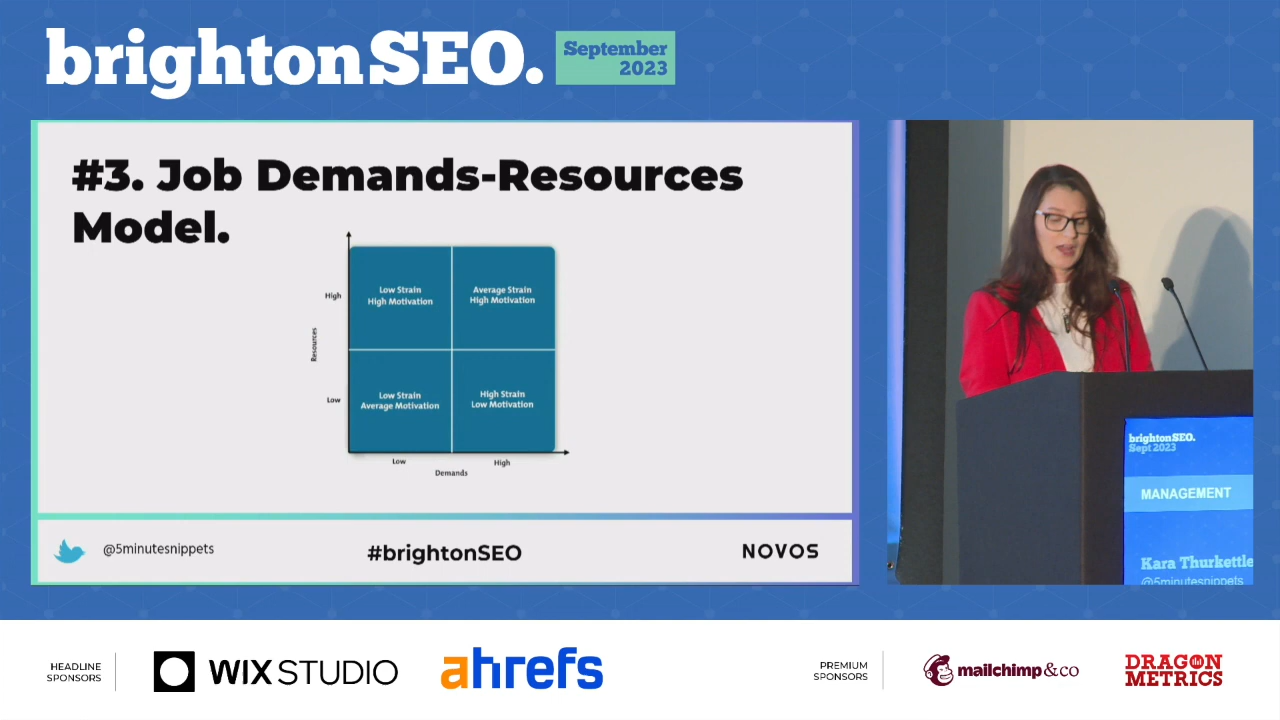 brightonSEO.
September
2023
#3. Job Demands-Resources
Model.
High
Resources
Low
Low Strain
High Motivation
Average Strain
High Motivation
Low Strain
Average Motivation
High Strain
Low Motivation
Low
High
Demands
@5minutesnippets
#brightonSEO
NOVOS
brightonSEO.
Sept 2023
MANAGEMENT
Kara Thurkettle
@5minutesnippets
HEADLINE
SPONSORS
WIX STUDIO
ahrefs
PREMIUM
SPONSORS
mailchimp&co
DRAGON
METRICS